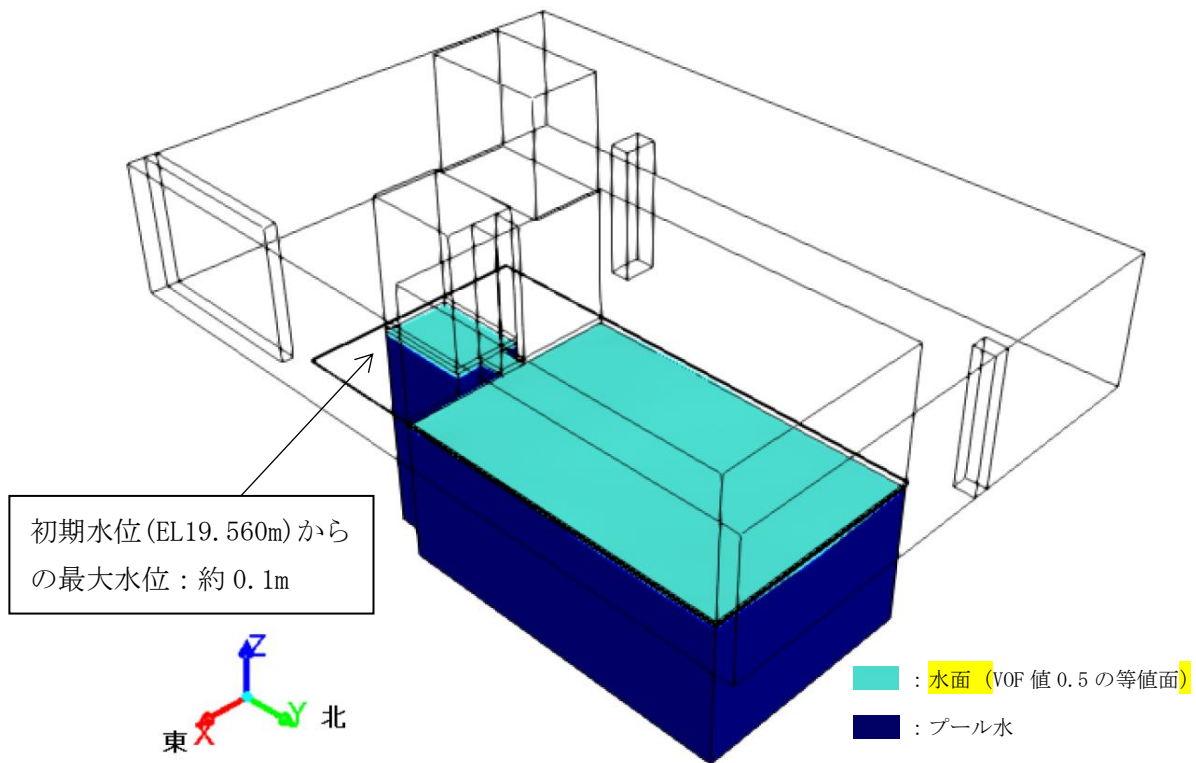 初期水位(EL19.560m)から
の最大水位：約 0.1m
Z
Y
北
X
東
：水面（VOF 値 0.5 の等値面）
：プール水